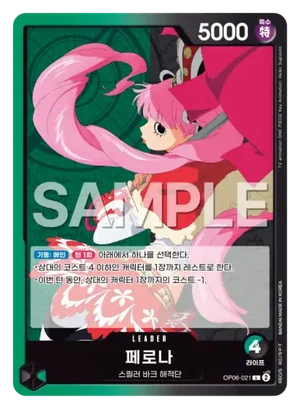 5000
특수
特
SAMPLE
기동: 메인 턴 1회 아래에서 하나를 선택한다.
•상대의 코스트 4 이하인 캐릭터를 1장까지 레스트로 한다.
•이번 턴 동안, 상대의 캐릭터 1장까지의 코스트 -1.
LEADER
페로나
스릴러 바크 해적단
4
라이프
OP06-021 L 2